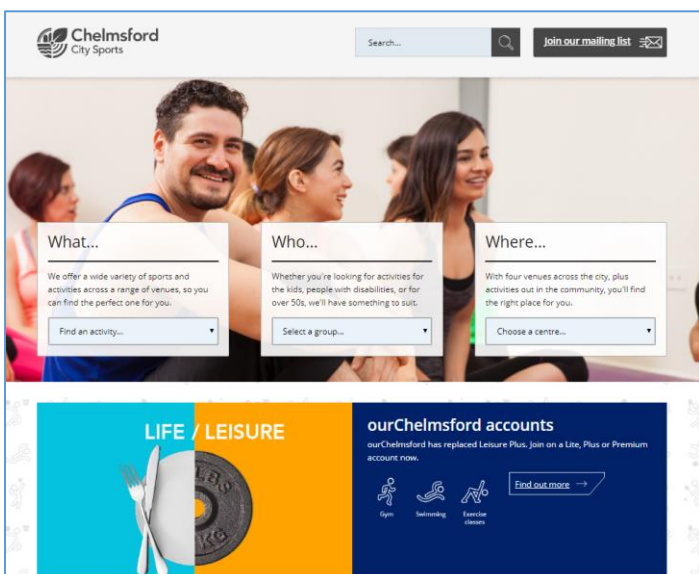 Chelmsford
City Sports
Search...
Join our mailing list
What...
We offer a wide variety of sports and
activities across a range of venues, so you
can find the perfect one for you.
Find an activity...
Who...
Whether you're looking for activities for
the kids, people with disabilities, or for
over 50s, we'll have something to suit.
Select a group...
Where...
With four venues across the city, plus
activities out in the community, you'll find
the right place for you.
Choose a centre...
LIFE / LEISURE
ourChelmsford accounts
ourChelmsford has replaced Leisure Plus. Join on a Lite, Plus or Premium
account now.
Find out more
Gym
Swimming
Exercise
classes
KG